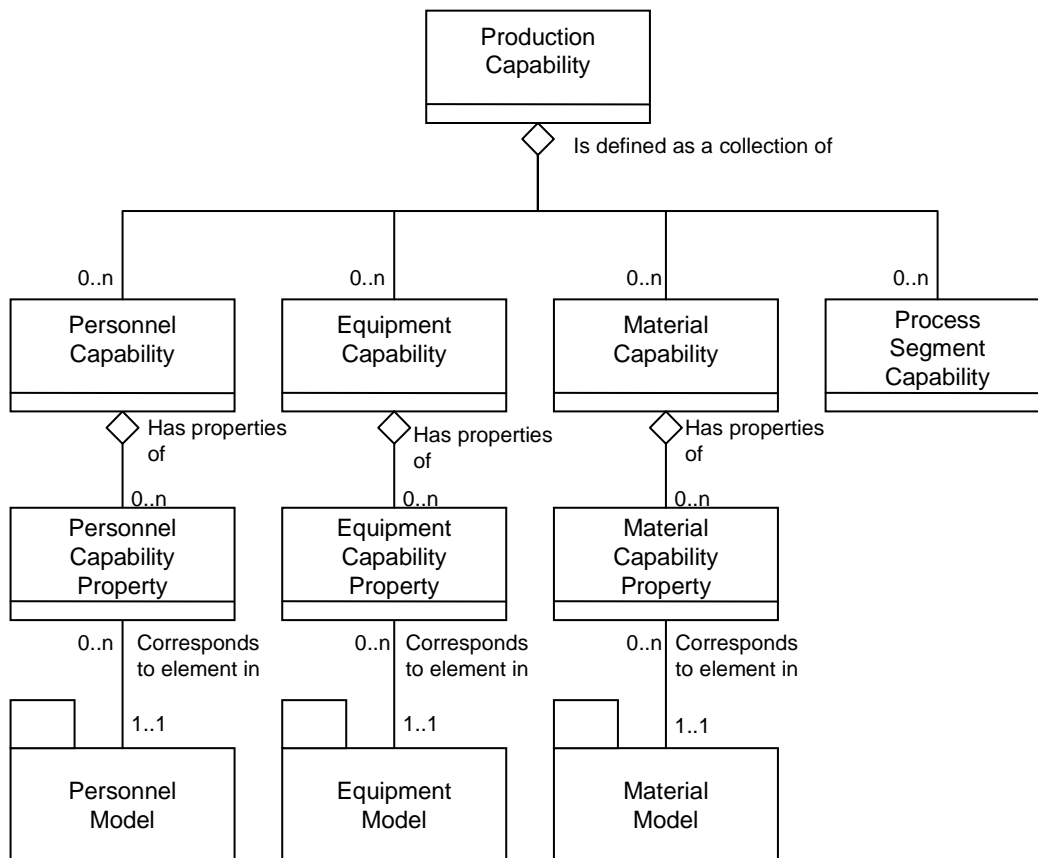 Production
Capability
Is defined as a collection of
0..n
0..n
0..n
0..n
Personnel
Capability
Equipment
Capability
Material
Capability
Process
Segment
Capability
Has properties
of
Has properties
of
Has properties
of
0..n
0..n
0..n
Personnel
Capability
Property
Equipment
Capability
Property
Material
Capability
Property
0..n
Corresponds
to element in
0..n
Corresponds
to element in
0..n
Corresponds
to element in
1..1
1..1
1..1
Personnel
Model
Equipment
Model
Material
Model